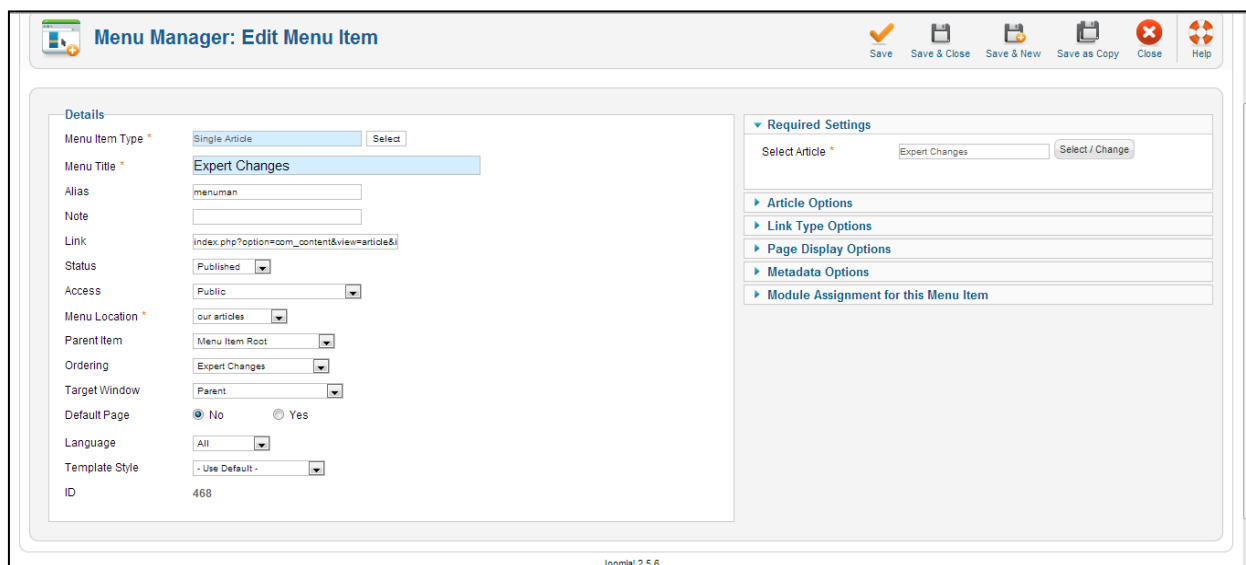 Menu Manager: Edit Menu Item
Save Save & Close Save & New Save as Copy Close Help
Details
Menu Item Type * Single Article Select
Menu Title * Expert Changes
Alias menuman
Note
Link index.php?option=com_content&view=article&i
Status Published
Access Public
Menu Location * our articles
Parent Item Menu Item Root
Ordering Expert Changes
Target Window Parent
Default Page No Yes
Language All
Template Style - Use Default -
ID 468
Required Settings
Select Article * Expert Changes Select / Change
Article Options
Link Type Options
Page Display Options
Metadata Options
Module Assignment for this Menu Item
Joomla! 2.5.6